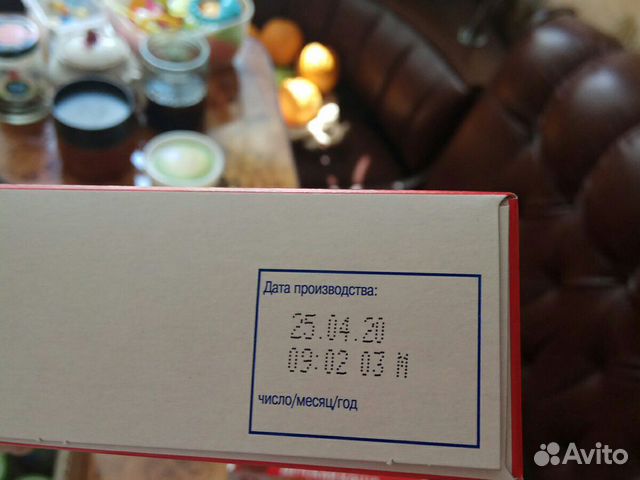 Дата производства:
25.04.20
09:02 03 М
число/месяц/год
Avito